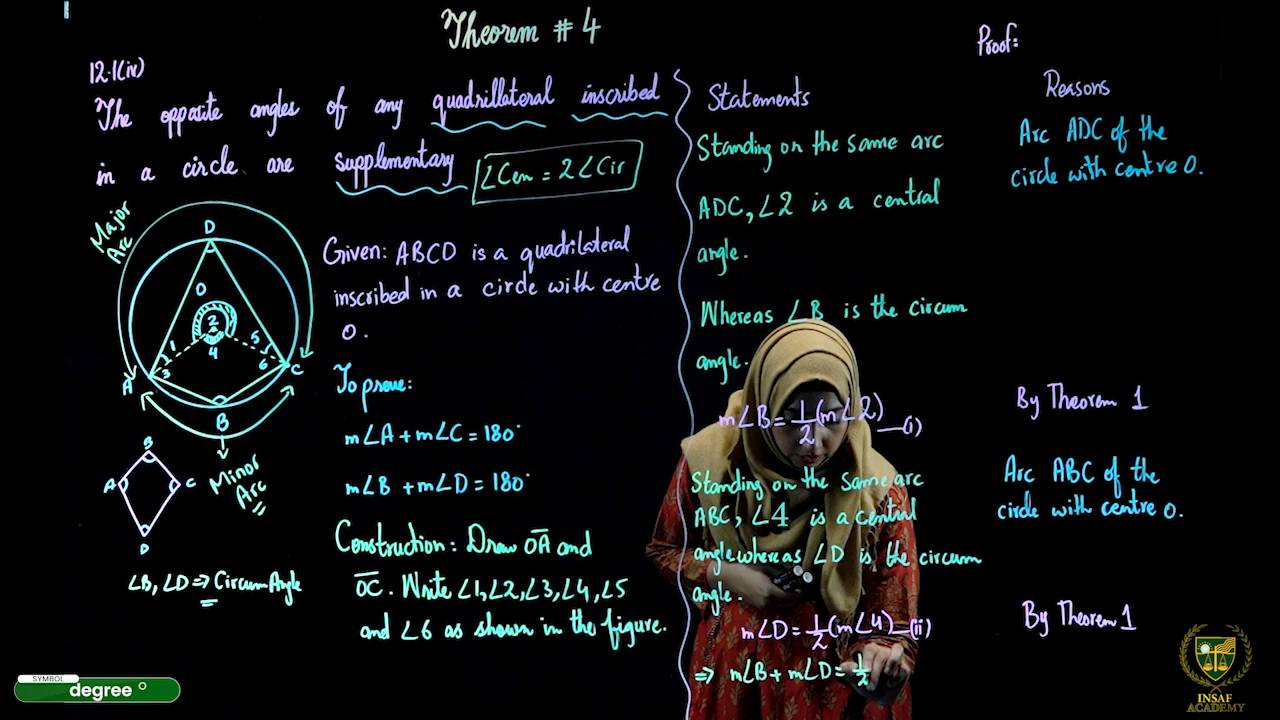 Theorem # 4
12.1(iv)
The opposite angles of any quadrillateral inscribed
in a circle are supplementary
∠Cen = 2∠Cir
Major
Arc
D
O
2
1
5
4
3
6
A
C
B
Minor
Arc
B
A
C
D
∠B, ∠D ⇒ Circum Angle
Given: ABCD is a quadrilateral
inscribed in a circle with centre
O.
To prove:
m∠A + m∠C = 180°
m∠B + m∠D = 180°
Construction: Draw OA and
OC. Write ∠1,∠2,∠3,∠4,∠5
and ∠6 as shown in the figure.
Proof:
Statements
Reasons
Standing on the same arc
ADC, ∠2 is a central
angle.
Arc ADC of the
circle with centre O.
Whereas ∠B is the circum
angle.
m∠B = 1/2 (m∠2) —(i)
By Theorem 1
Standing on the same arc
ABC, ∠4 is a central
angle whereas ∠D is the circum
angle.
Arc ABC of the
circle with centre O.
m∠D = 1/2 (m∠4) —(ii)
By Theorem 1
⇒ m∠B + m∠D = 1/2
SYMBOL
degree °
INSAF
ACADEMY